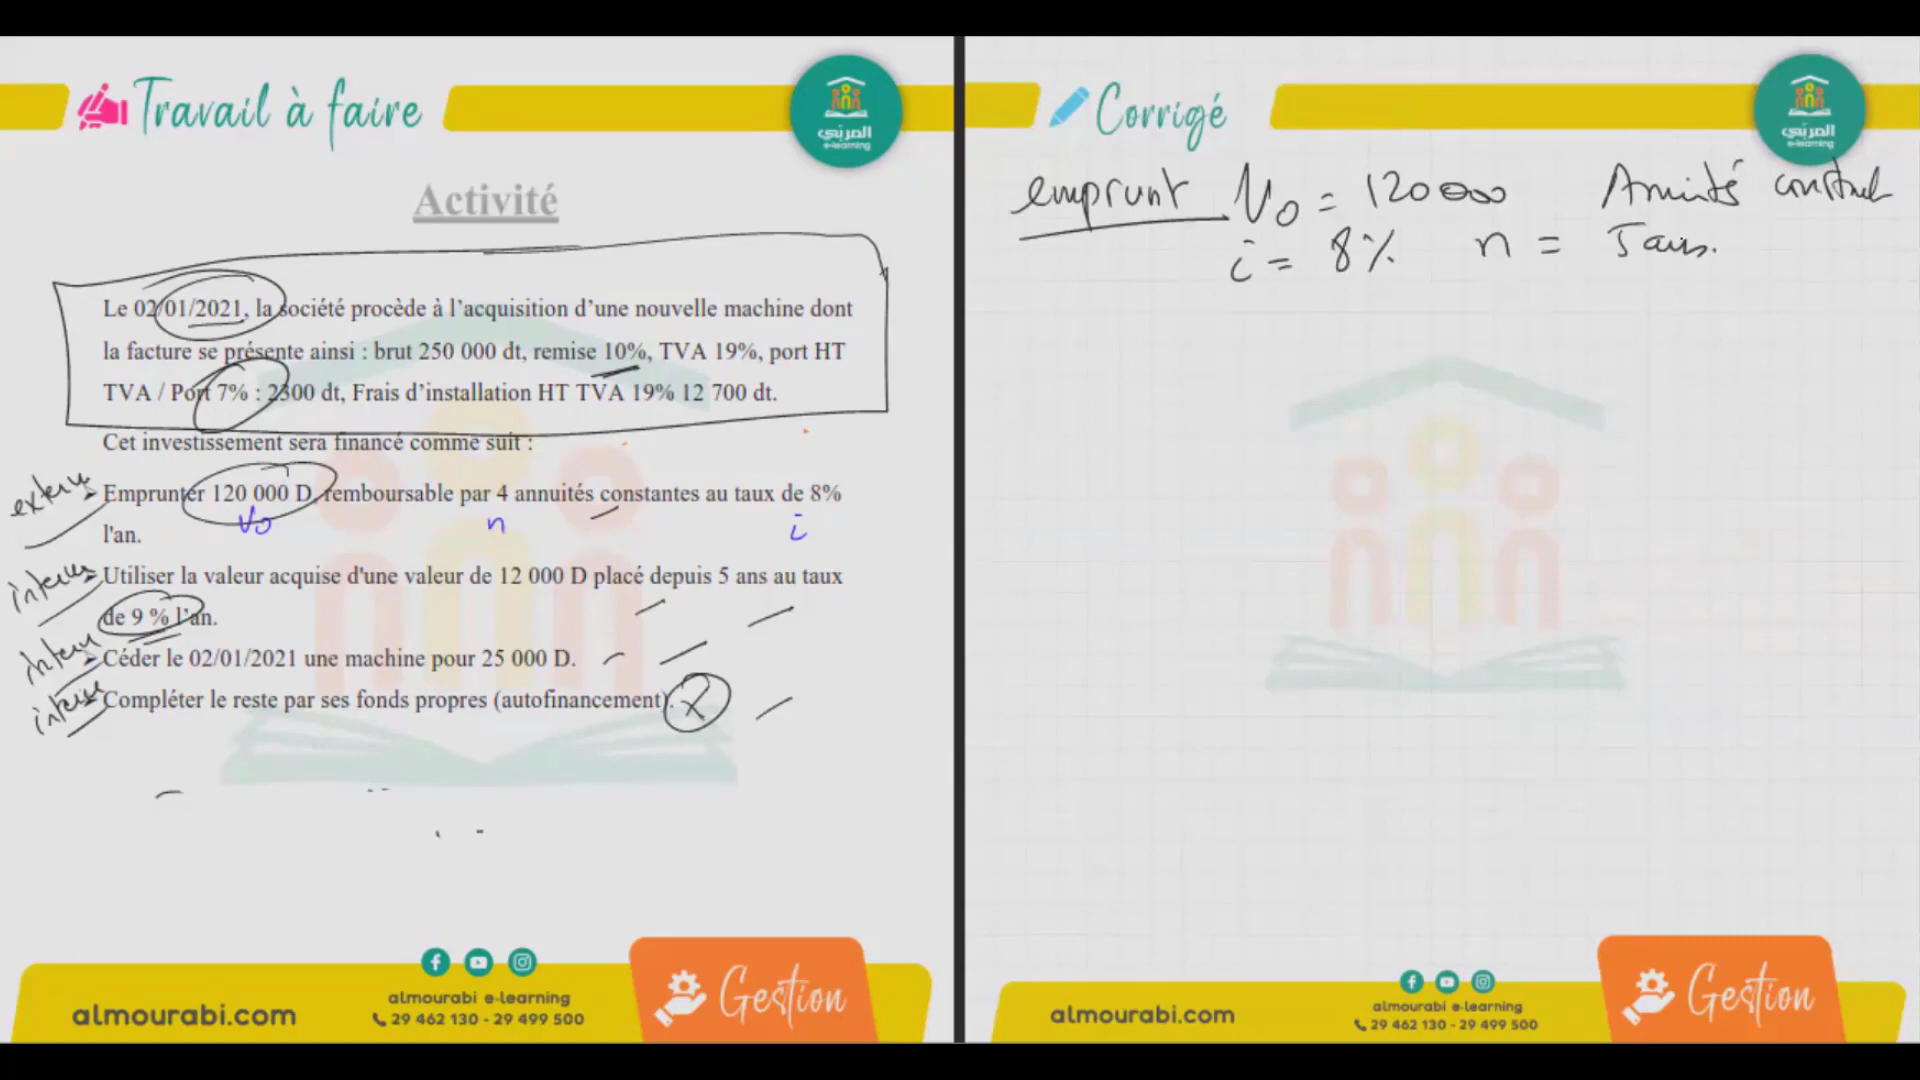 Travail à faire
المربّي
e-learning
Activité
Le 02/01/2021, la société procède à l'acquisition d'une nouvelle machine dont
la facture se présente ainsi : brut 250 000 dt, remise 10%, TVA 19%, port HT
TVA / Port 7% : 2300 dt, Frais d'installation HT TVA 19% 12 700 dt.
Cet investissement sera financé comme suit :
externe
➤ Emprunter 120 000 D, remboursable par 4 annuités constantes au taux de 8%
V0 n i
l'an.
interne
➤ Utiliser la valeur acquise d'une valeur de 12 000 D placé depuis 5 ans au taux
de 9 % l'an.
interne
➤ Céder le 02/01/2021 une machine pour 25 000 D.
interne
➤ Compléter le reste par ses fonds propres (autofinancement).
almourabi.com
almourabi e-learning
29 462 130 - 29 499 500
Gestion
Corrigé
المربّي
e-learning
emprunt V0 = 120 000 Annuité
i = 8% n = 5 ans.
almourabi.com
almourabi e-learning
29 462 130 - 29 499 500
Gestion